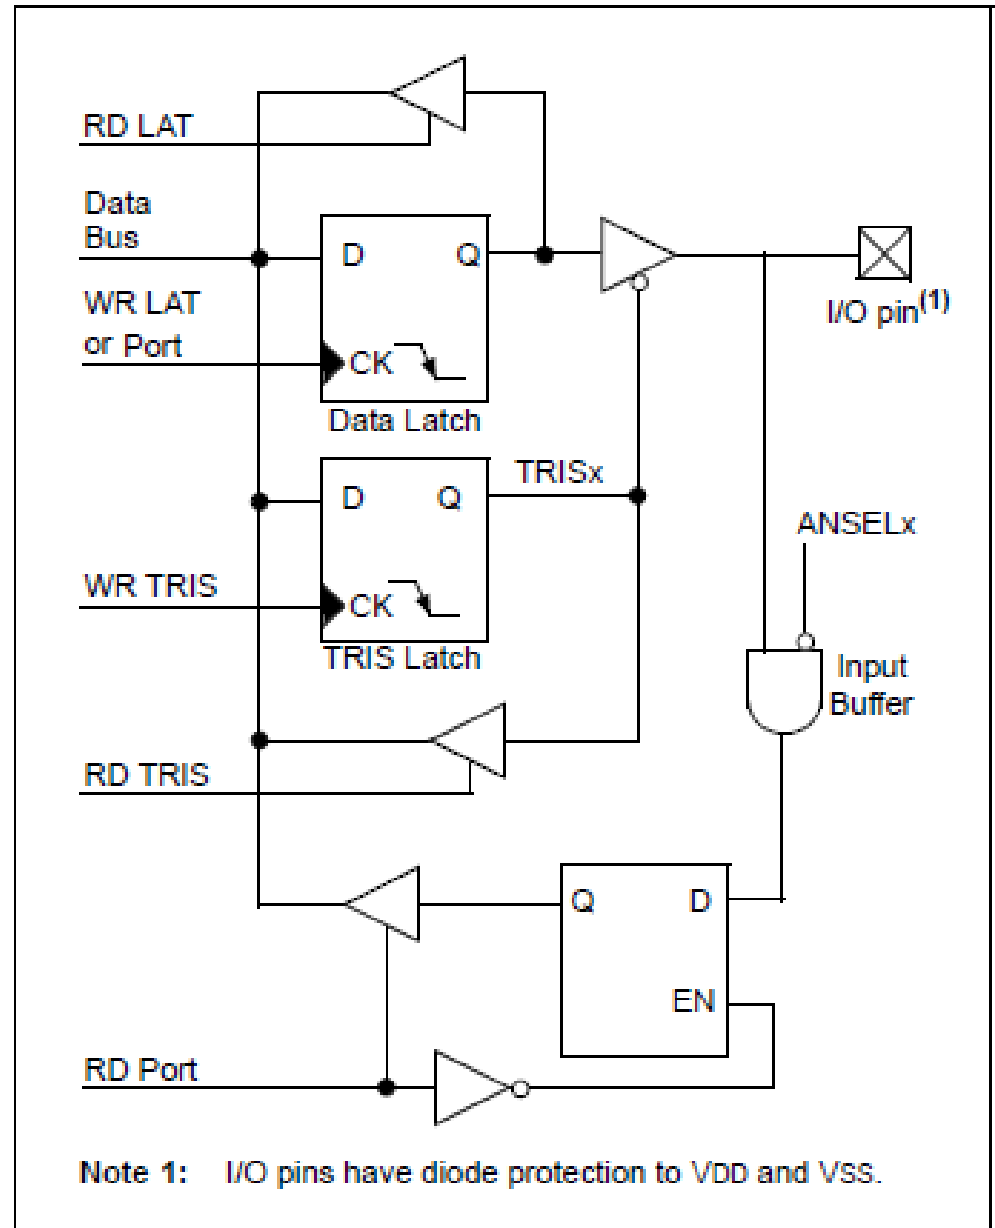 RD LAT
Data
Bus
D
Q
WR LAT
or Port
CK
I/O pin(1)
Data Latch
TRISx
D
Q
ANSELx
WR TRIS
CK
TRIS Latch
Input
Buffer
RD TRIS
Q
D
EN
RD Port
Note 1: I/O pins have diode protection to VDD and VSS.